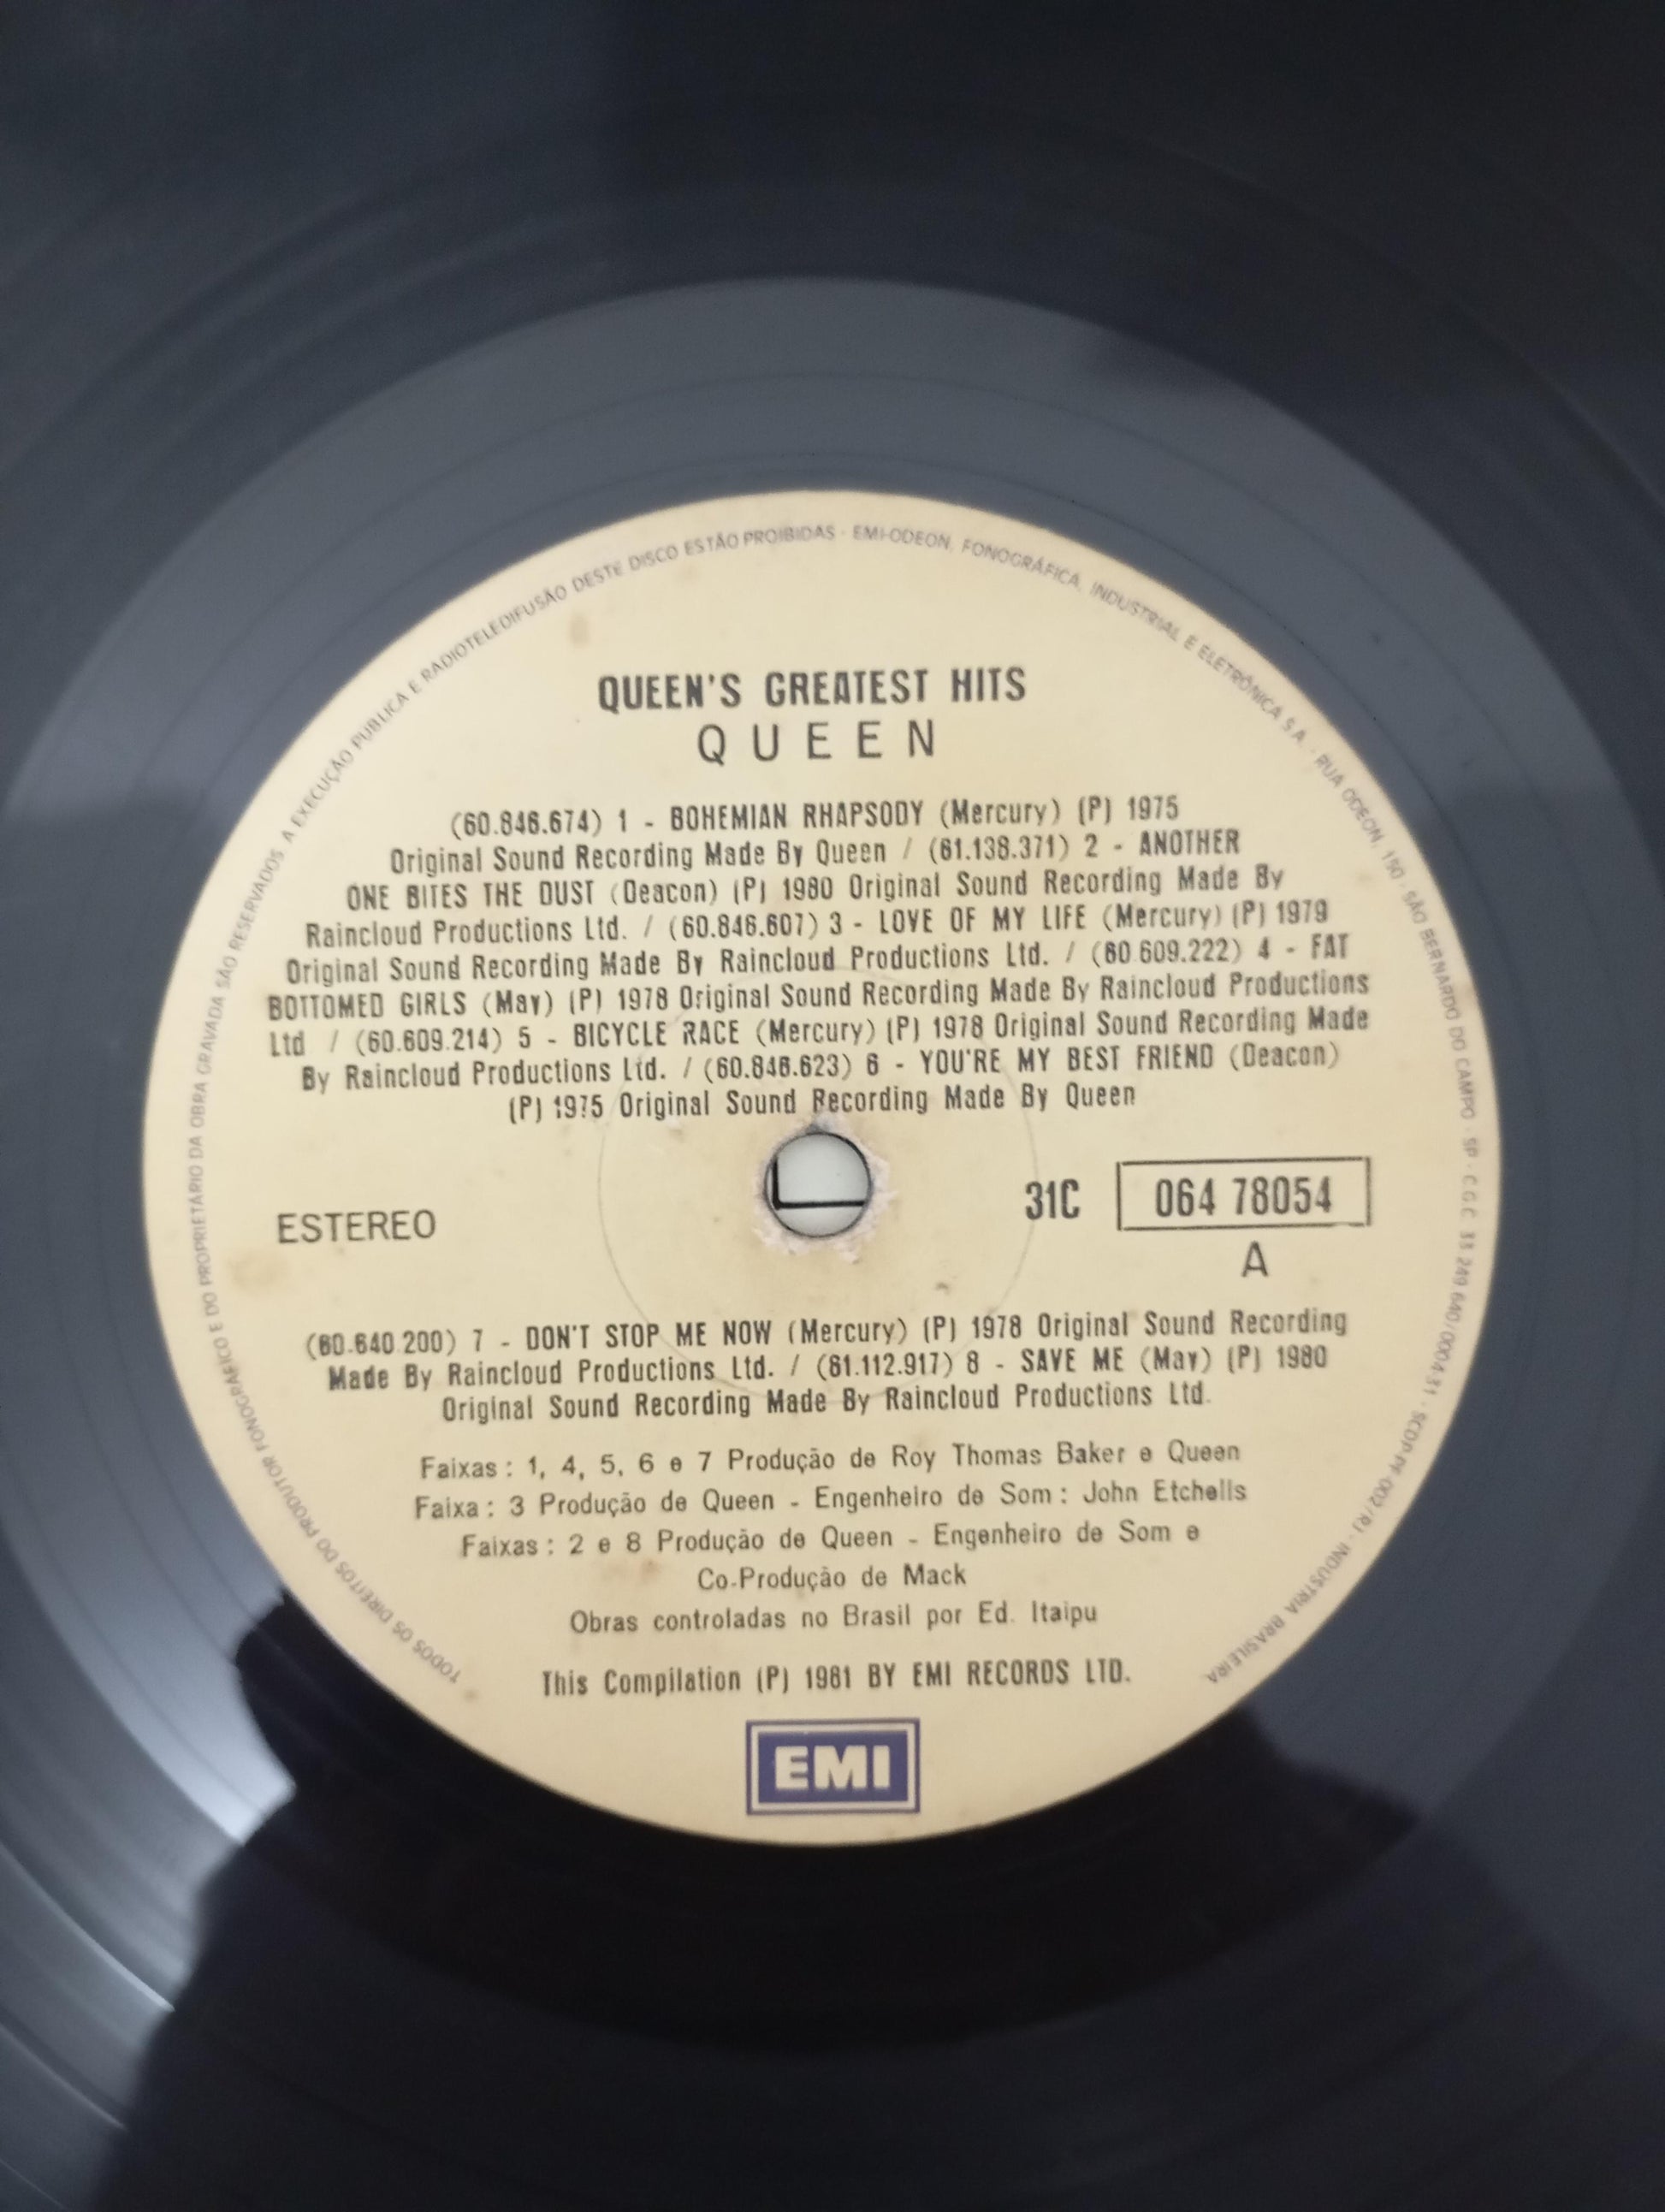 TODOS OS DIREITOS DO PRODUTOR FONOGRÁFICO E DO PROPRIETÁRIO DA OBRA GRAVADA SÃO RESERVADOS. A EXECUÇÃO PÚBLICA E RADIOTELEDIFUSÃO DESTE DISCO ESTÃO PROIBIDAS - EMI-ODEON, FONOGRÁFICA, INDUSTRIAL E ELETRÔNICA S.A. - RUA ODEON, 150 - SÃO BERNARDO DO CAMPO - SP - C.G.C. 33 249 640/0004-31 - SCDP-PF-002/RJ - INDÚSTRIA BRASILEIRA
QUEEN'S GREATEST HITS
QUEEN
(60.846.674) 1 - BOHEMIAN RHAPSODY (Mercury) (P) 1975
Original Sound Recording Made By Queen / (61.138.371) 2 - ANOTHER
ONE BITES THE DUST (Deacon) (P) 1980 Original Sound Recording Made By
Raincloud Productions Ltd. / (60.846.607) 3 - LOVE OF MY LIFE (Mercury) (P) 1979
Original Sound Recording Made By Raincloud Productions Ltd. / (60.609.222) 4 - FAT
BOTTOMED GIRLS (May) (P) 1978 Original Sound Recording Made By Raincloud Productions
Ltd / (60.609.214) 5 - BICYCLE RACE (Mercury) (P) 1978 Original Sound Recording Made
By Raincloud Productions Ltd. / (60.846.623) 6 - YOU'RE MY BEST FRIEND (Deacon)
(P) 1975 Original Sound Recording Made By Queen
ESTEREO
31C 064 78054
A
(60.640.200) 7 - DON'T STOP ME NOW (Mercury) (P) 1978 Original Sound Recording
Made By Raincloud Productions Ltd. / (61.112.917) 8 - SAVE ME (May) (P) 1980
Original Sound Recording Made By Raincloud Productions Ltd.
Faixas: 1, 4, 5, 6 e 7 Produção de Roy Thomas Baker e Queen
Faixa: 3 Produção de Queen - Engenheiro de Som: John Etchells
Faixas: 2 e 8 Produção de Queen - Engenheiro de Som e
Co-Produção de Mack
Obras controladas no Brasil por Ed. Itaipu
This Compilation (P) 1981 BY EMI RECORDS LTD.
EMI